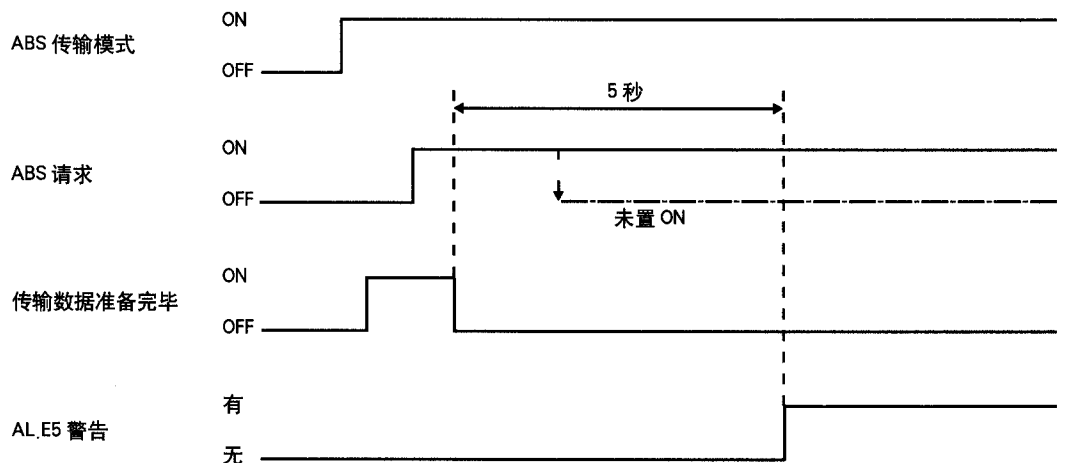 ON
ABS 传输模式
OFF
5 秒
ON
ABS 请求
OFF
未置 ON
ON
传输数据准备完毕
OFF
有
AL.E5 警告
无